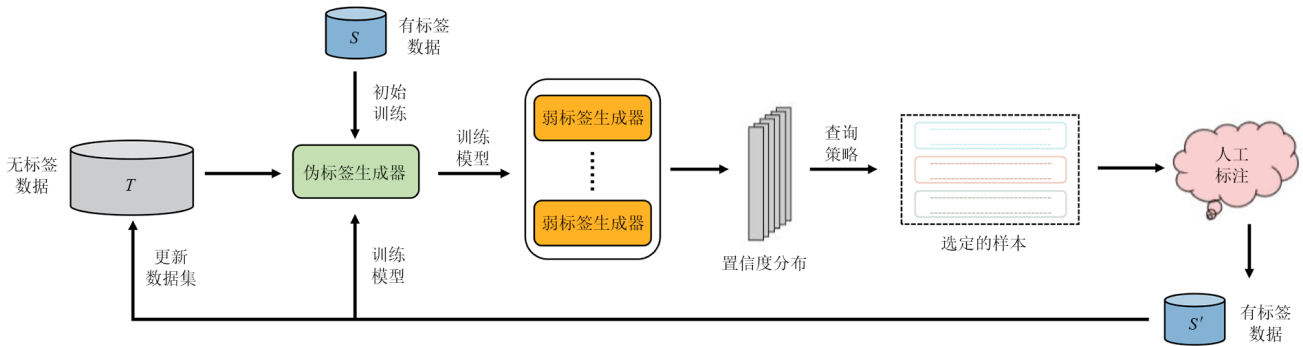 S
有标签
数据
初始
训练
无标签
数据
T
伪标签生成器
训练
模型
弱标签生成器
弱标签生成器
置信度分布
查询
策略
选定的样本
人工
标注
更新
数据集
训练
模型
S′
有标签
数据